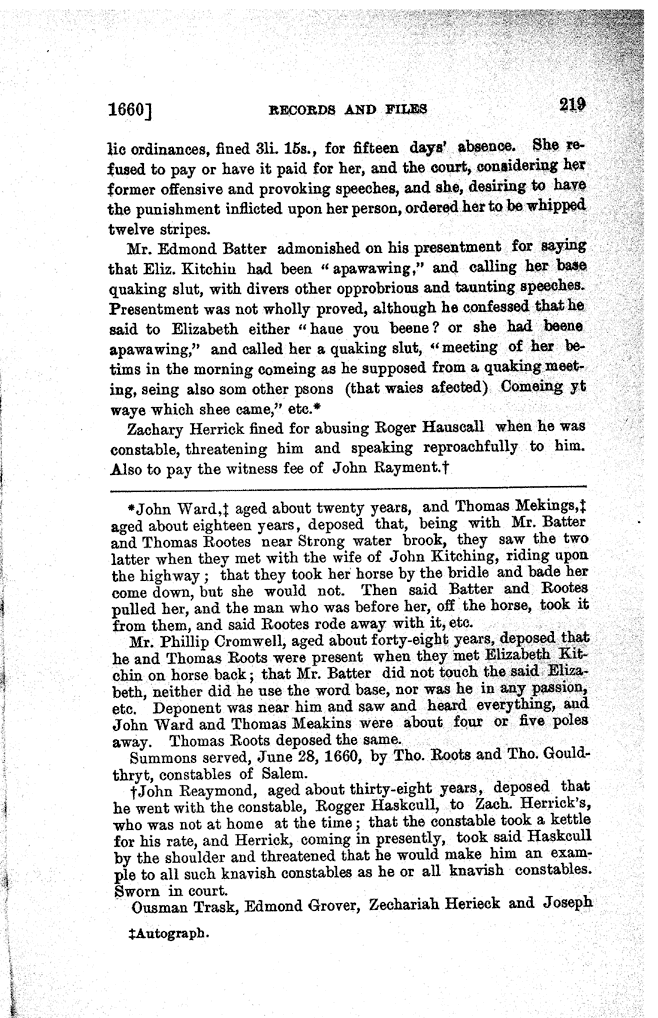 1660] RECORDS AND FILES 219
lic ordinances, fined 3li. 15s., for fifteen days' absence. She re-
fused to pay or have it paid for her, and the court, considering her
former offensive and provoking speeches, and she, desiring to have
the punishment inflicted upon her person, ordered her to be whipped
twelve stripes.
Mr. Edmond Batter admonished on his presentment for saying
that Eliz. Kitchin had been "apawawing," and calling her base
quaking slut, with divers other opprobrious and taunting speeches.
Presentment was not wholly proved, although he confessed that he
said to Elizabeth either "haue you beene? or she had beene
apawawing," and called her a quaking slut, "meeting of her be-
tims in the morning comeing as he supposed from a quaking meet-
ing, seing also som other psons (that waies afected) Comeing yt
waye which shee came," etc.*
Zachary Herrick fined for abusing Roger Hauscall when he was
constable, threatening him and speaking reproachfully to him.
Also to pay the witness fee of John Rayment.†
*John Ward,‡ aged about twenty years, and Thomas Mekings,‡
aged about eighteen years, deposed that, being with Mr. Batter
and Thomas Rootes near Strong water brook, they saw the two
latter when they met with the wife of John Kitching, riding upon
the highway; that they took her horse by the bridle and bade her
come down, but she would not. Then said Batter and Rootes
pulled her, and the man who was before her, off the horse, took it
from them, and said Rootes rode away with it, etc.
Mr. Phillip Cromwell, aged about forty-eight years, deposed that
he and Thomas Roots were present when they met Elizabeth Kit-
chin on horse back; that Mr. Batter did not touch the said Eliza-
beth, neither did he use the word base, nor was he in any passion,
etc. Deponent was near him and saw and heard everything, and
John Ward and Thomas Meakins were about four or five poles
away. Thomas Roots deposed the same.
Summons served, June 28, 1660, by Tho. Roots and Tho. Gould-
thryt, constables of Salem.
†John Reaymond, aged about thirty-eight years, deposed that
he went with the constable, Rogger Haskcull, to Zach. Herrick's,
who was not at home at the time; that the constable took a kettle
for his rate, and Herrick, coming in presently, took said Haskcull
by the shoulder and threatened that he would make him an exam-
ple to all such knavish constables as he or all knavish constables.
Sworn in court.
Ousman Trask, Edmond Grover, Zechariah Herieck and Joseph
‡Autograph.